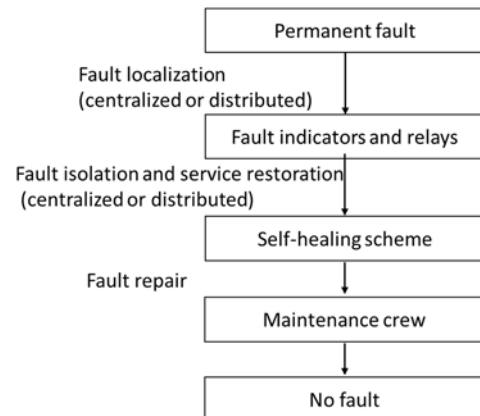 Permanent fault
Fault localization
(centralized or distributed)
Fault indicators and relays
Fault isolation and service restoration
(centralized or distributed)
Self-healing scheme
Fault repair
Maintenance crew
No fault